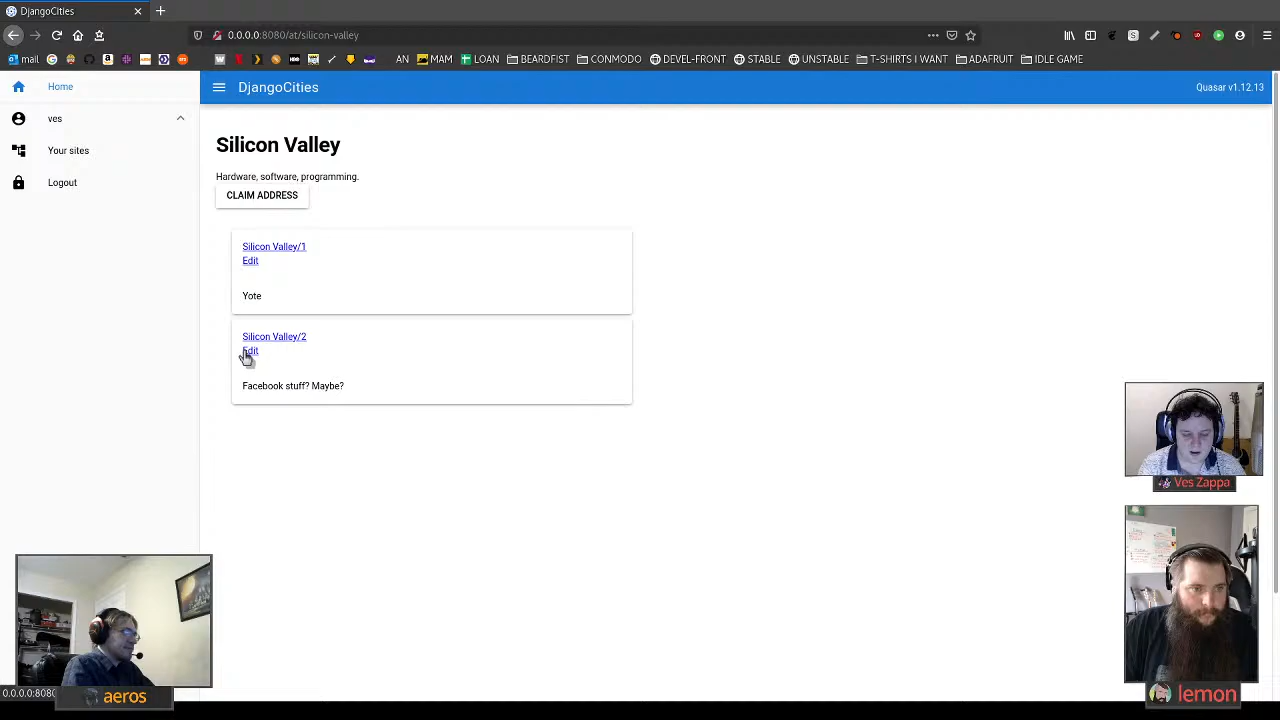 DjangoCities
0.0.0.0:8080/at/silicon-valley
mail
AN
MAM
LOAN
BEARDFIST
CONMODO
DEVEL-FRONT
STABLE
UNSTABLE
T-SHIRTS I WANT
ADAFRUIT
IDLE GAME
Home
DjangoCities
Quasar v1.12.13
ves
Your sites
Logout
Silicon Valley
Hardware, software, programming.
CLAIM ADDRESS
Silicon Valley/1
Edit
Yote
Silicon Valley/2
Edit
Facebook stuff? Maybe?
Ves Zappa
0.0.0.0:8080
aeros
lemon